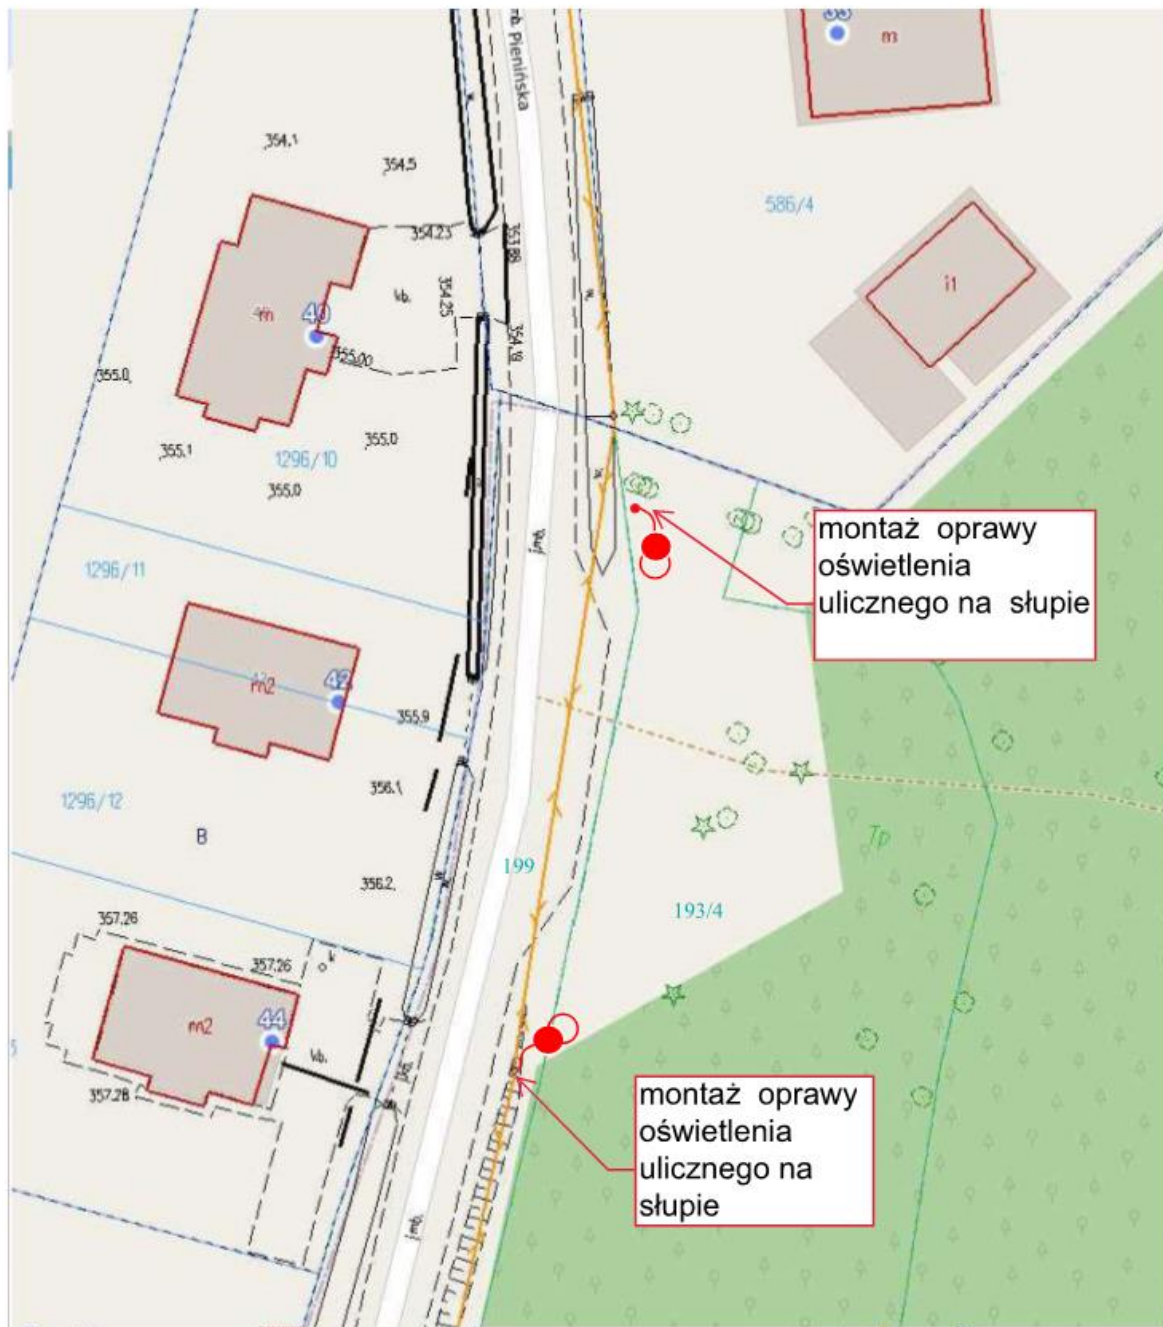 mb. Pienińska
m
354.1
354.5
586/4
354.23
353.88
354.25
kb.
i1
40
m
354.19
355.00
355.0
355.1
355.0
1296/10
355.0
montaż oprawy
oświetlenia
ulicznego na słupie
jmb.
1296/11
42
m2
355.9
356.1
1296/12
B
Tp
199
356.2
193/4
357.26
357.26
k
44
m2
kb.
357.28
montaż oprawy
oświetlenia
ulicznego na
słupie
jmb.